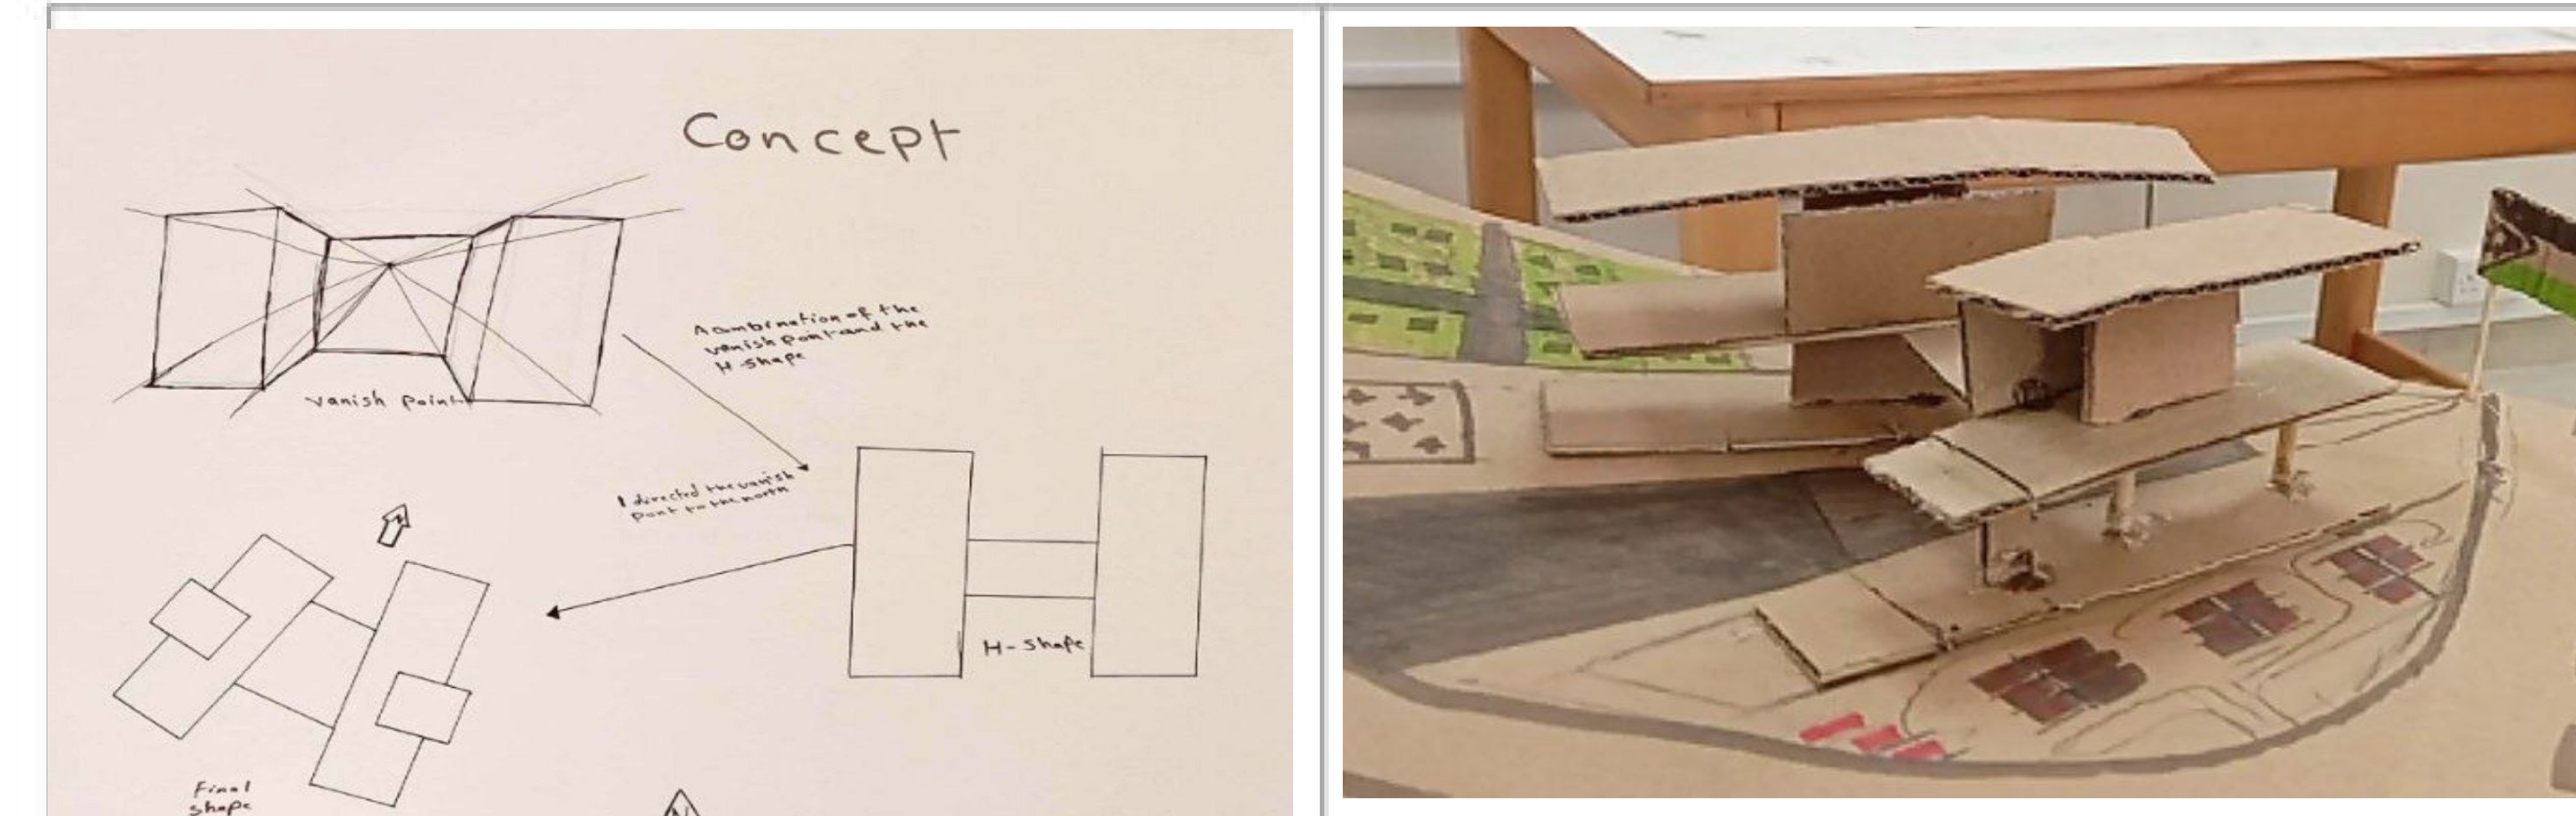 Concept
A combination of the
vanish point and the
H-shape
vanish point
I directed the vanish
point to the north
H-shape
Final
shape
N